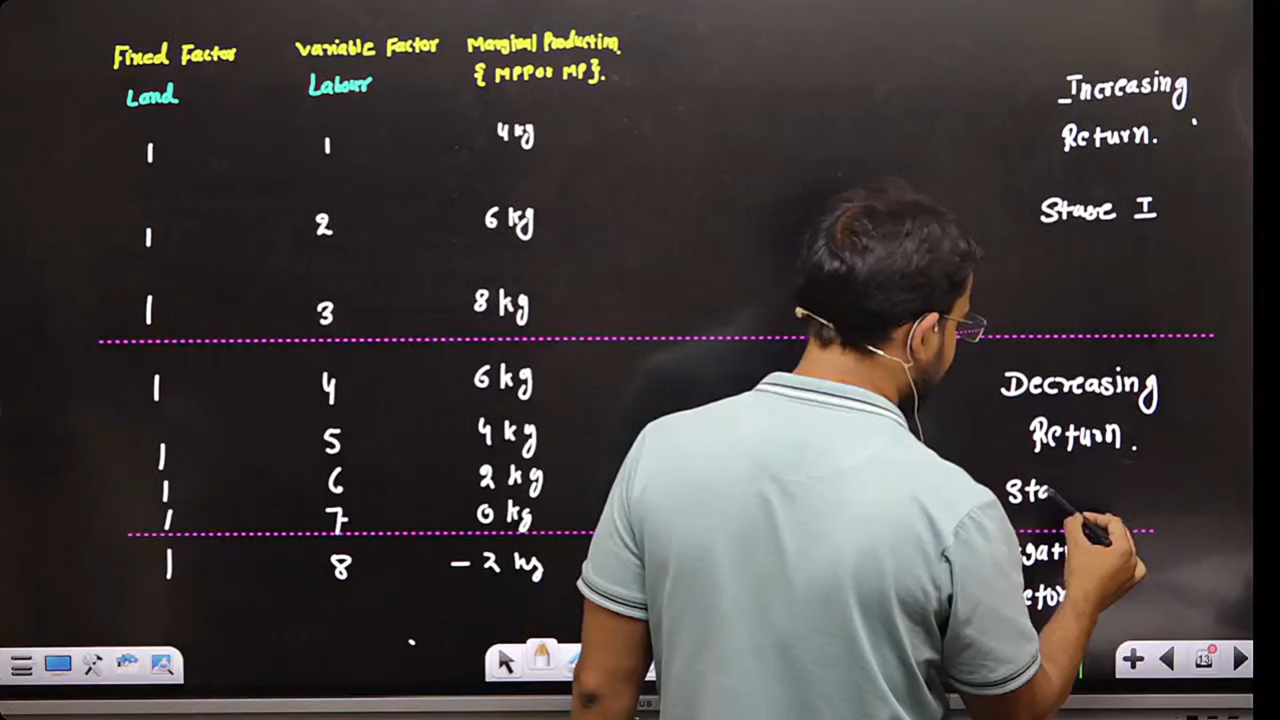 Fixed Factor Variable Factor Marginal Production
Land Labour { MPP or MP}.
1 1 4 kg
1 2 6 kg
1 3 8 kg
1 4 6 kg
1 5 4 kg
1 6 2 kg
1 7 0 kg
1 8 - 2 kg
Increasing
Return.
Stage I
Decreasing
Return.
Sta
13